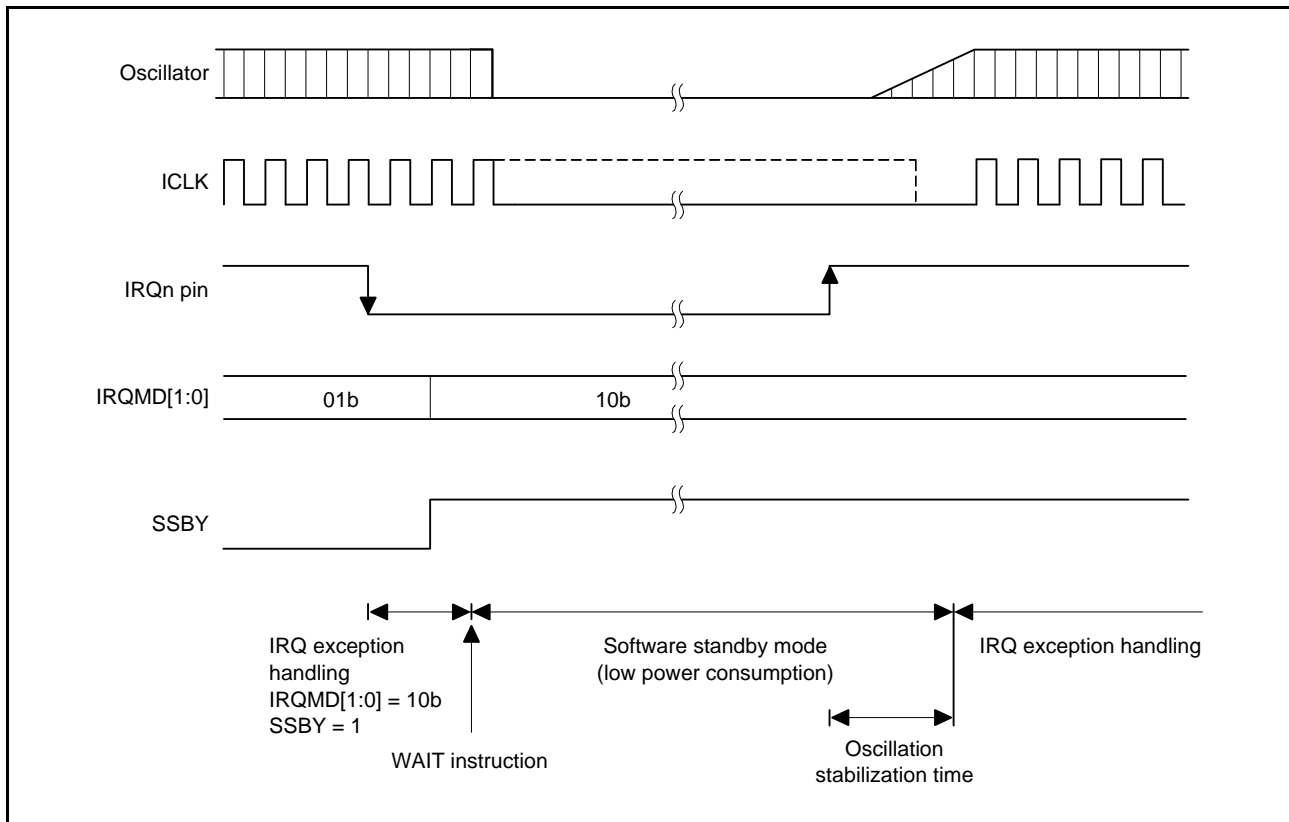 Oscillator
ICLK
IRQn pin
IRQMD[1:0]
01b
10b
SSBY
IRQ exception
handling
IRQMD[1:0] = 10b
SSBY = 1
WAIT instruction
Software standby mode
(low power consumption)
Oscillation
stabilization time
IRQ exception handling